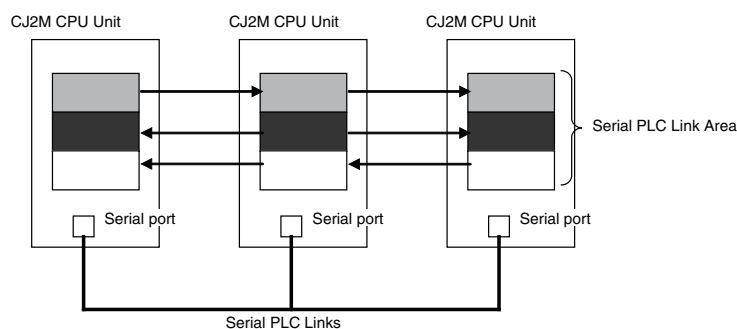 CJ2M CPU Unit
CJ2M CPU Unit
CJ2M CPU Unit
Serial PLC Link Area
Serial port
Serial port
Serial port
Serial PLC Links